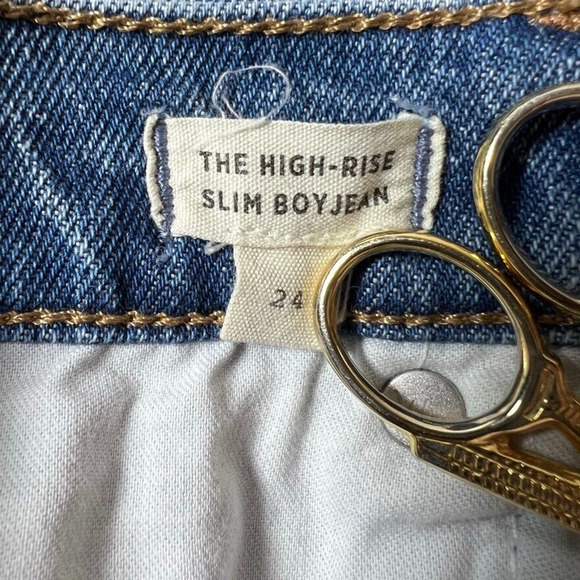 THE HIGH-RISE
SLIM BOYJEAN
24